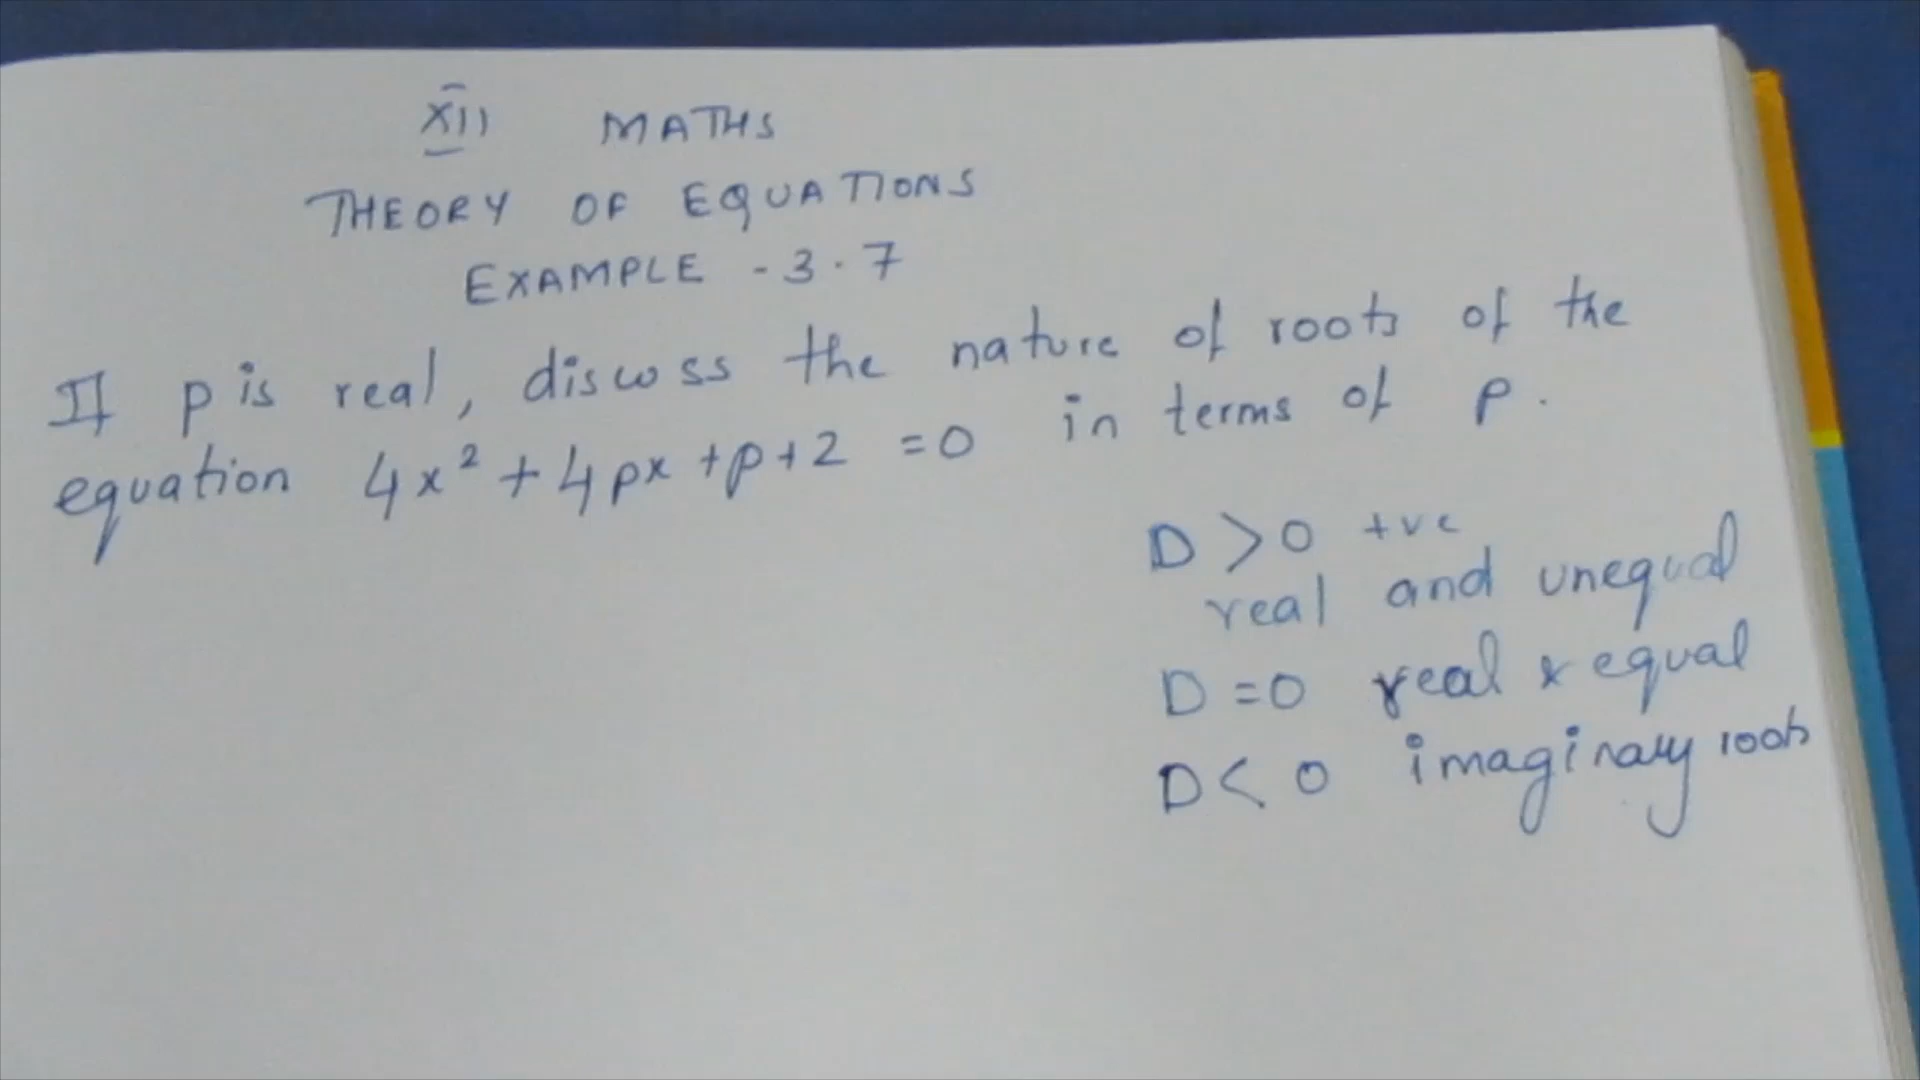 XII MATHS
THEORY OF EQUATIONS
EXAMPLE - 3.7
If p is real, discuss the nature of roots of the
equation 4x² + 4px + p + 2 = 0 in terms of p.
D > 0 +ve
real and unequal
D = 0 real & equal
D < 0 imaginary roots